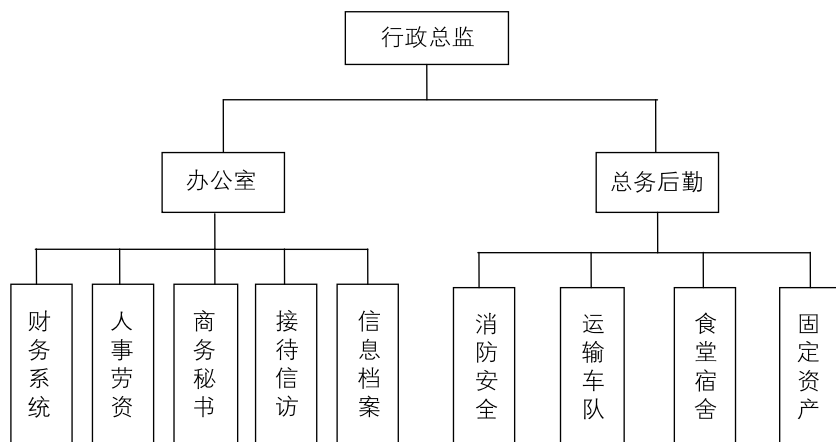 行政总监
办公室
总务后勤
财务系统
人事劳资
商务秘书
接待信访
信息档案
消防安全
运输车队
食堂宿舍
固定资产